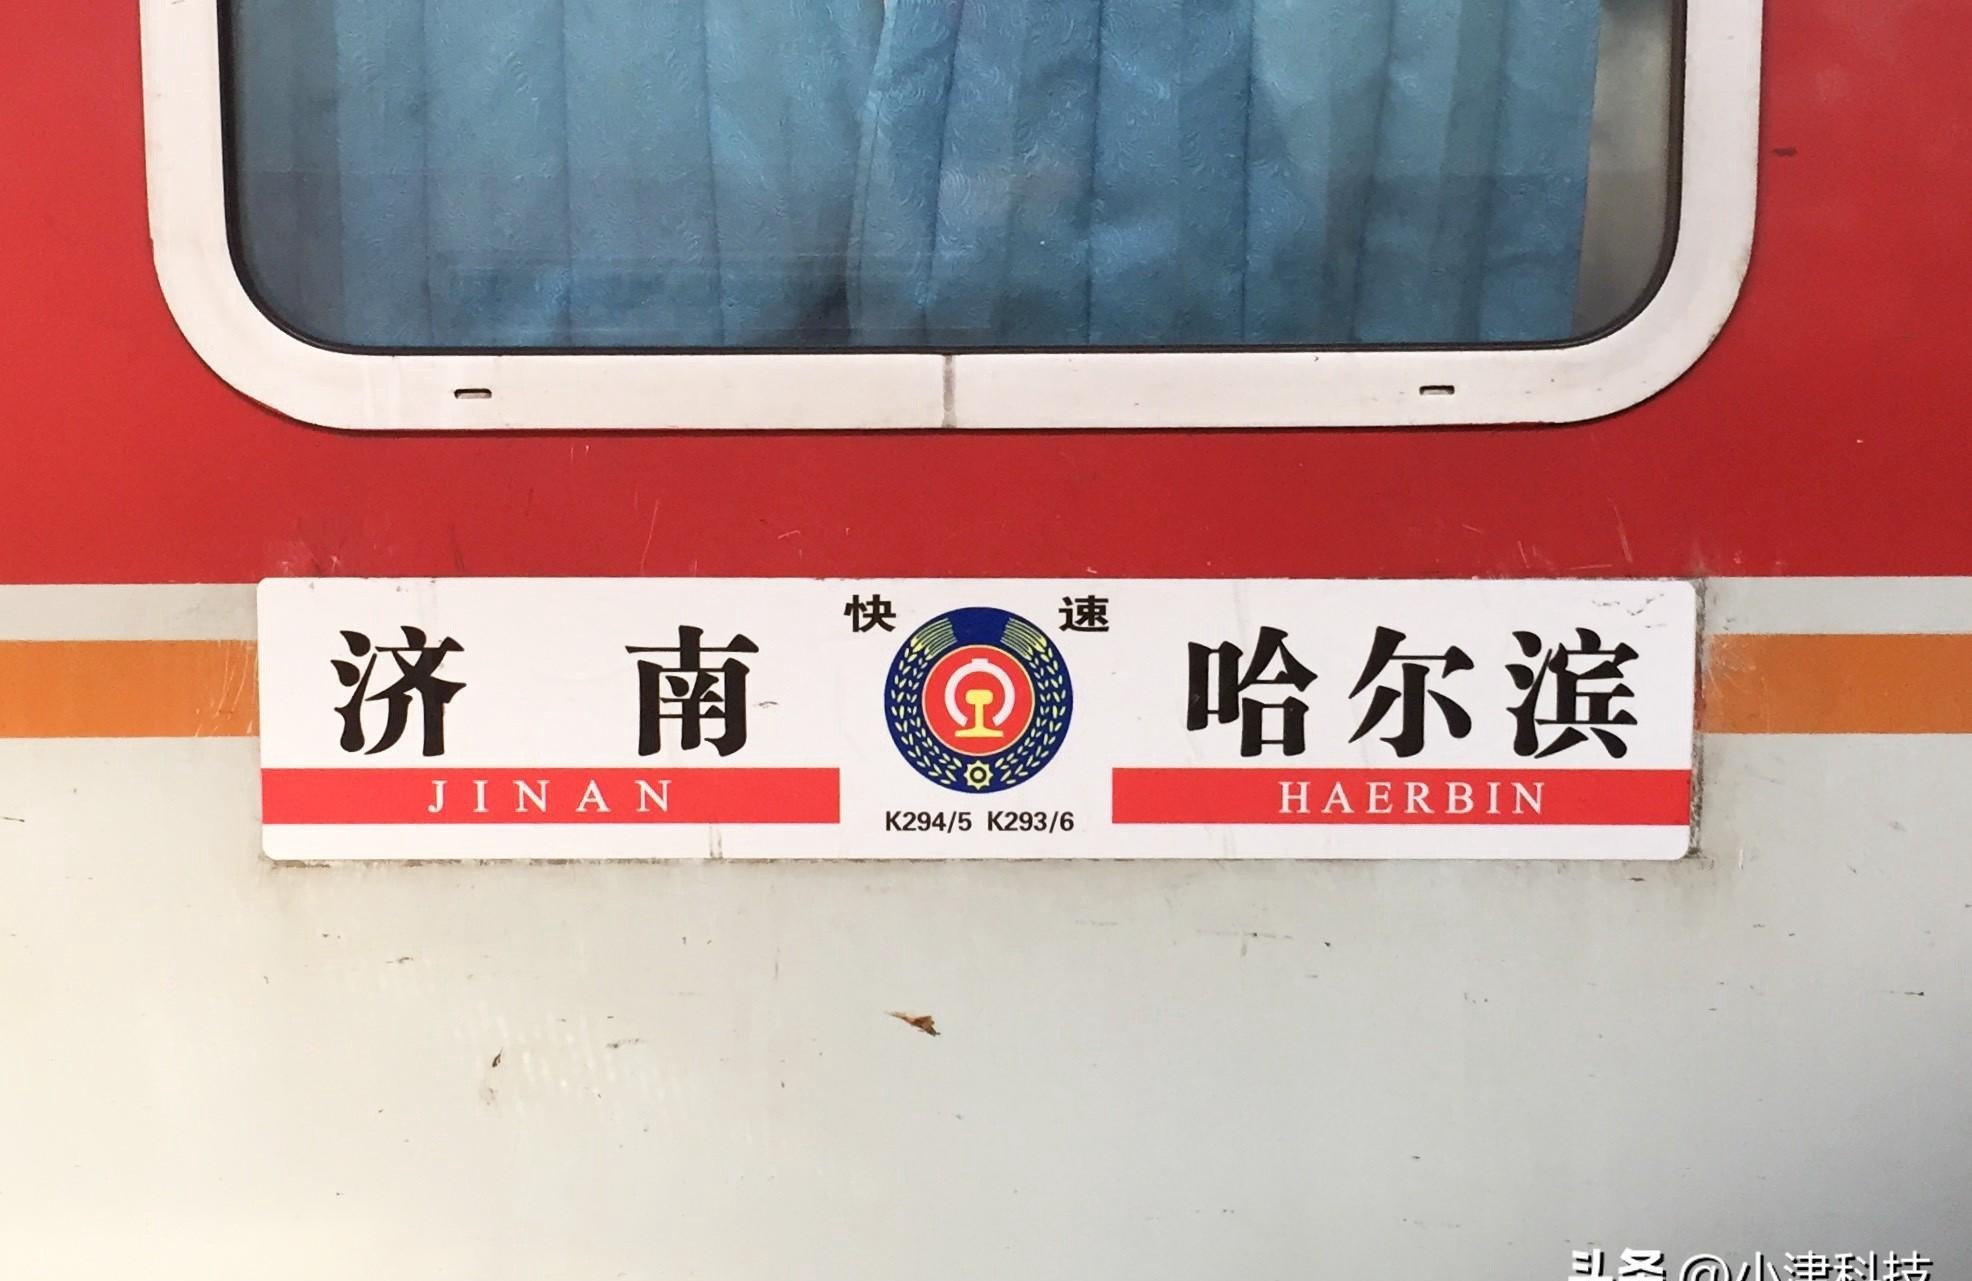 快速
济南 哈尔滨
JINAN HAERBIN
K294/5 K293/6
头条 @小津科技